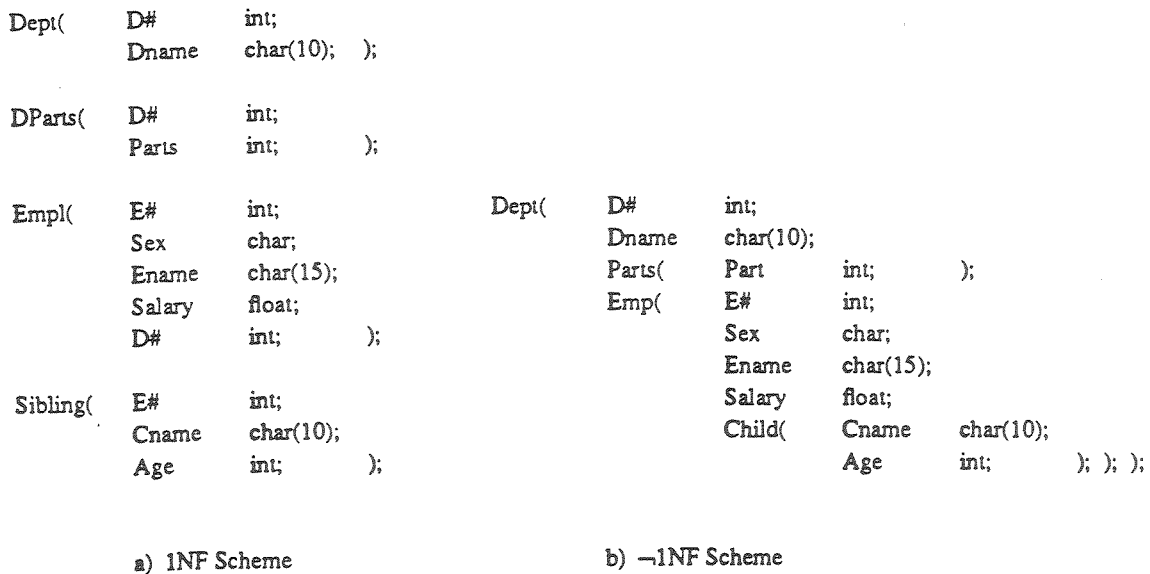 Dept( D# int;
Dname char(10); );
DParts( D# int;
Parts int; );
Empl( E# int;
Sex char;
Ename char(15);
Salary float;
D# int; );
Sibling( E# int;
Cname char(10);
Age int; );
a) 1NF Scheme
Dept( D# int;
Dname char(10);
Parts( Part int; );
Emp( E# int;
Sex char;
Ename char(15);
Salary float;
Child( Cname char(10);
Age int; ); ); );
b) ¬1NF Scheme